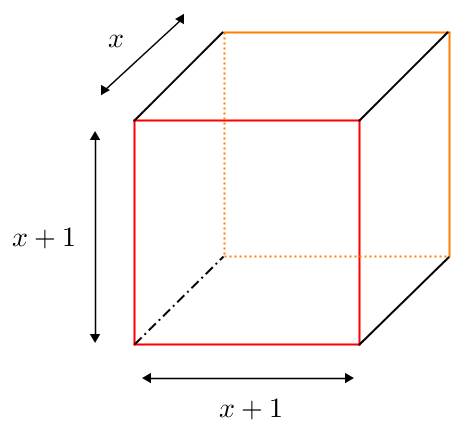 x
x + 1
x + 1